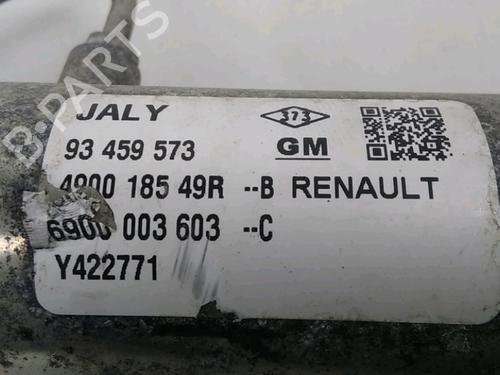 JALY
373
93 459 573
GM
4900 185 49R --B RENAULT
6900 003 603 --C
Y422771
B-PARTS